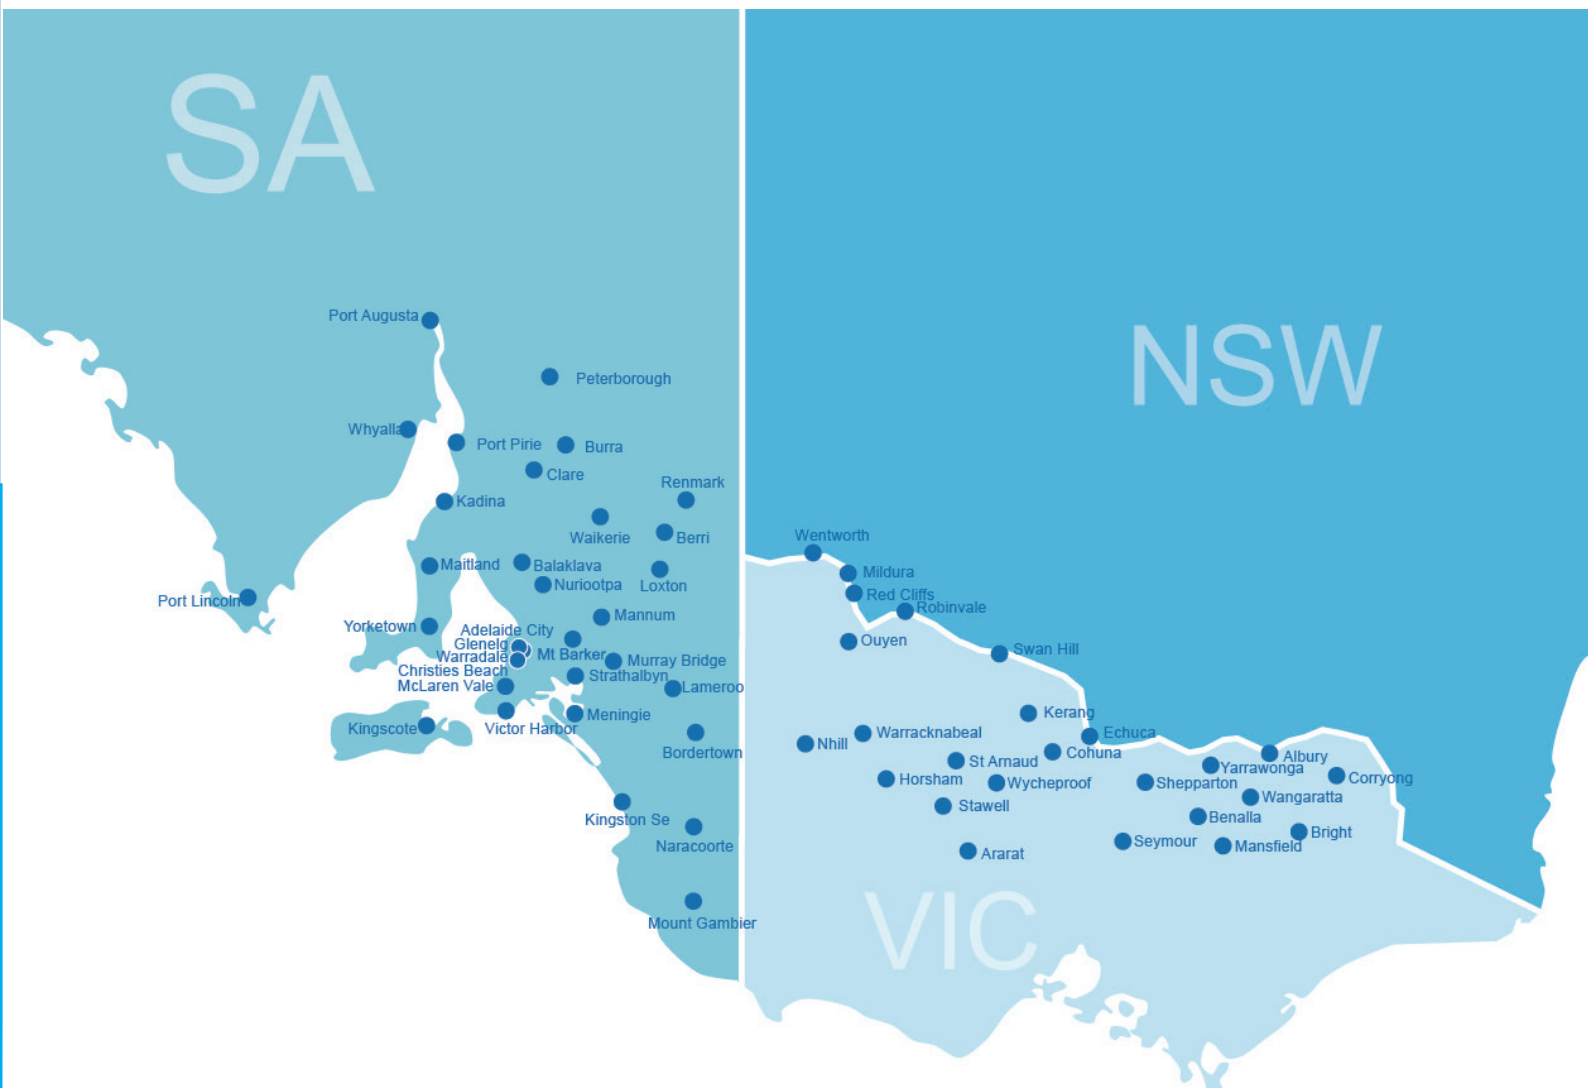 SA
NSW
Port Augusta
Peterborough
Whyalla
Port Pirie
Burra
Clare
Renmark
Kadina
Waikerie
Berri
Wentworth
Maitland
Balaklava
Nuriootpa
Loxton
Mildura
Red Cliffs
Robinvale
Port Lincoln
Mannum
Yorketown
Adelaide City
Glenelg
Warradale
Mt Barker
Murray Bridge
Ouyen
Swan Hill
Christies Beach
Strathalbyn
McLaren Vale
Lameroo
Kingscote
Victor Harbor
Meningie
Kerang
Bordertown
Nhill
Warracknabeal
Echuca
Cohuna
St Arnaud
Albury
Yarrawonga
Horsham
Wycheproof
Shepparton
Corryong
Stawell
Wangaratta
Kingston Se
Benalla
Naracoorte
Seymour
Mansfield
Bright
Ararat
Mount Gambier
VIC